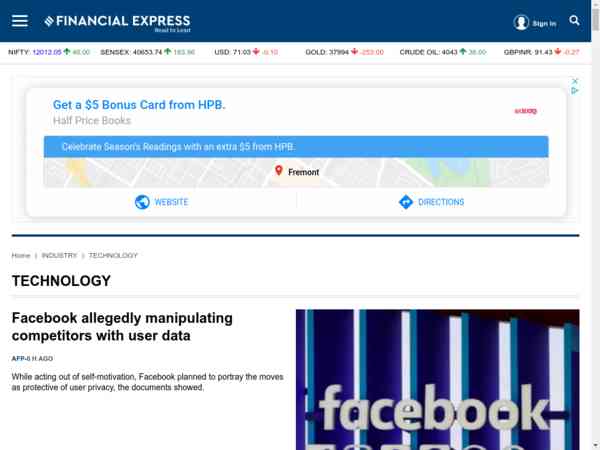 FINANCIAL EXPRESS
Read to Lead
Sign In
NIFTY: 12012.05 46.00 SENSEX: 40653.74 183.96 USD: 71.03 -0.10 GOLD: 37994 -253.00 CRUDE OIL: 4043 38.00 GBPINR: 91.43 -0.27
Get a $5 Bonus Card from HPB.
Half Price Books
Celebrate Season's Readings with an extra $5 from HPB.
Fremont
WEBSITE DIRECTIONS
Home | INDUSTRY | TECHNOLOGY
TECHNOLOGY
Facebook allegedly manipulating
competitors with user data
AFP-6 H AGO
While acting out of self-motivation, Facebook planned to portray the moves
as protective of user privacy, the documents showed.
facebook